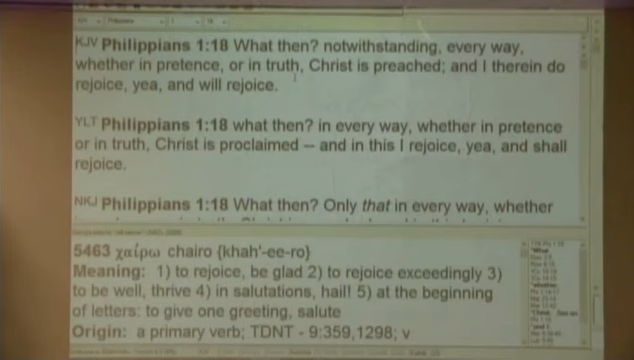 KJV Philippians 1:18 What then? notwithstanding, every way,
whether in pretence, or in truth, Christ is preached; and I therein do
rejoice, yea, and will rejoice.
YLT Philippians 1:18 what then? in every way, whether in pretence
or in truth, Christ is proclaimed -- and in this I rejoice, yea, and shall
rejoice.
NKJ Philippians 1:18 What then? Only that in every way, whether
5463 χαίρω chairo {khah'-ee-ro}
Meaning: 1) to rejoice, be glad 2) to rejoice exceedingly 3)
to be well, thrive 4) in salutations, hail! 5) at the beginning
of letters: to give one greeting, salute
Origin: a primary verb; TDNT - 9:359,1298; v